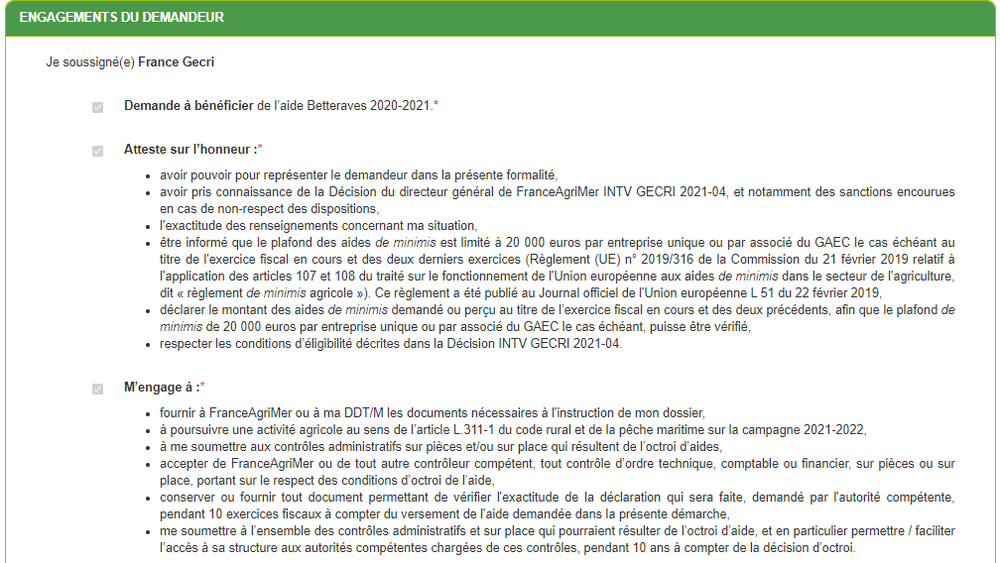 ENGAGEMENTS DU DEMANDEUR
Je soussigné(e) France Gecri
Demande à bénéficier de l'aide Betteraves 2020-2021.*
Atteste sur l'honneur :*
• avoir pouvoir pour représenter le demandeur dans la présente formalité,
• avoir pris connaissance de la Décision du directeur général de FranceAgriMer INTV GECRI 2021-04, et notamment des sanctions encourues
en cas de non-respect des dispositions,
• l'exactitude des renseignements concernant ma situation,
• être informé que le plafond des aides de minimis est limité à 20 000 euros par entreprise unique ou par associé du GAEC le cas échéant au
titre de l'exercice fiscal en cours et des deux derniers exercices (Règlement (UE) n° 2019/316 de la Commission du 21 février 2019 relatif à
l'application des articles 107 et 108 du traité sur le fonctionnement de l'Union européenne aux aides de minimis dans le secteur de l'agriculture,
dit « règlement de minimis agricole »). Ce règlement a été publié au Journal officiel de l'Union européenne L 51 du 22 février 2019,
• déclarer le montant des aides de minimis demandé ou perçu au titre de l'exercice fiscal en cours et des deux précédents, afin que le plafond de
minimis de 20 000 euros par entreprise unique ou par associé du GAEC le cas échéant, puisse être vérifié,
• respecter les conditions d'éligibilité décrites dans la Décision INTV GECRI 2021-04.
M'engage à :*
• fournir à FranceAgriMer ou à ma DDT/M les documents nécessaires à l'instruction de mon dossier,
• à poursuivre une activité agricole au sens de l'article L.311-1 du code rural et de la pêche maritime sur la campagne 2021-2022,
• à me soumettre aux contrôles administratifs sur pièces et/ou sur place qui résultent de l'octroi d'aides,
• accepter de FranceAgriMer ou de tout autre contrôleur compétent, tout contrôle d'ordre technique, comptable ou financier, sur pièces ou sur
place, portant sur le respect des conditions d'octroi de l'aide,
• conserver ou fournir tout document permettant de vérifier l'exactitude de la déclaration qui sera faite, demandé par l'autorité compétente,
pendant 10 exercices fiscaux à compter du versement de l'aide demandée dans la présente démarche,
• me soumettre à l'ensemble des contrôles administratifs et sur place qui pourraient résulter de l'octroi d'aide, et en particulier permettre / faciliter
l'accès à sa structure aux autorités compétentes chargées de ces contrôles, pendant 10 ans à compter de la décision d'octroi.